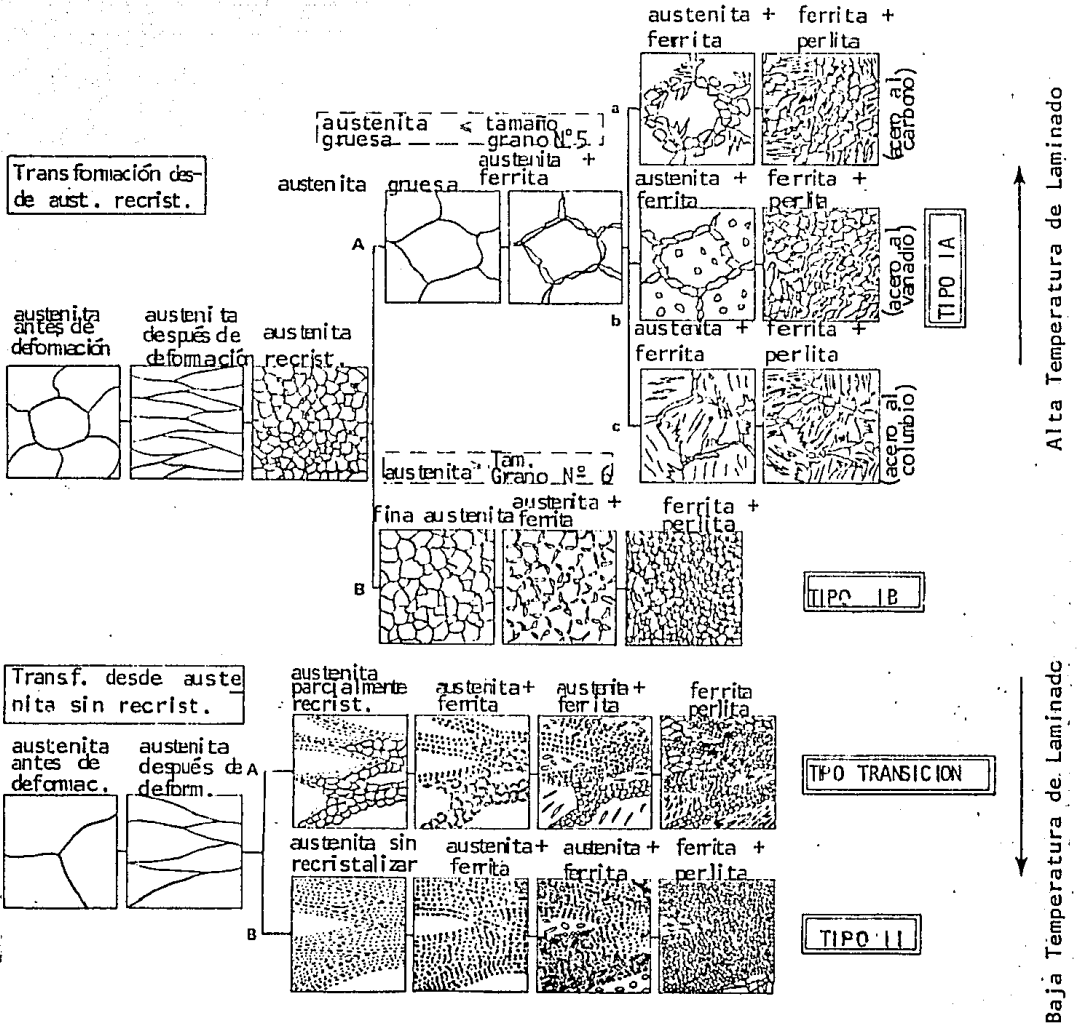 austenita + ferrita +
ferrita perlita
a
(acero al
carbono)
austenita < tamaño
gruesa grano Nº 5
Transformación des-
de aust. recrist.
austenita gruesa
austenita +
ferrita
A
austenita +
ferrita
ferrita +
perlita
b
(acero al
vanadio)
TIPO IA
Alta Temperatura de Laminado
austenita
antes de
deformación
austenita
después de
deformación
austenita
recrist.
austenita +
ferrita
ferrita +
perlita
c
(acero al
columbio)
austenita Tam.
Grano Nº 6
fina austenita
austenita +
ferrita
ferrita +
perlita
B
TIPO IB
Transf. desde auste
nita sin recrist.
austenita
antes de
deformac.
austenita
después de
deform.
A
austenita
parcialmente
recrist.
austenita+
ferrita
austenita+
ferrita
ferrita
perlita
TIPO TRANSICION
austenita sin
recristalizar
austenita+
ferrita
austenita +
ferrita
ferrita +
perlita
B
TIPO II
Baja Temperatura de Laminado